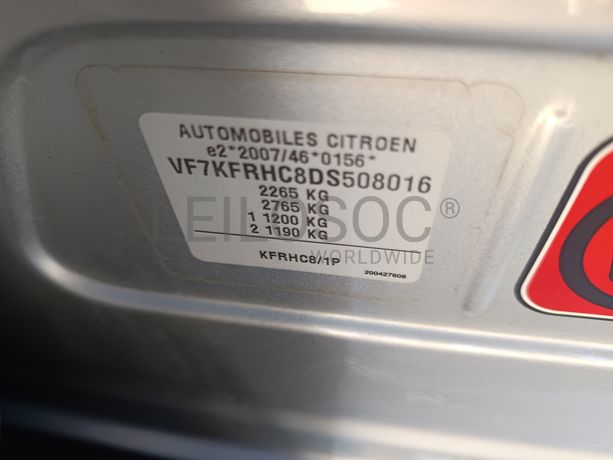 AUTOMOBILES CITROEN
e2*2007/46*0156*
VF7KFRHC8DS508016
2265 KG
2765 KG
1 1200 KG
2 1190 KG
KFRHC8/1P
200427608
LEILOSOC®
WORLDWIDE